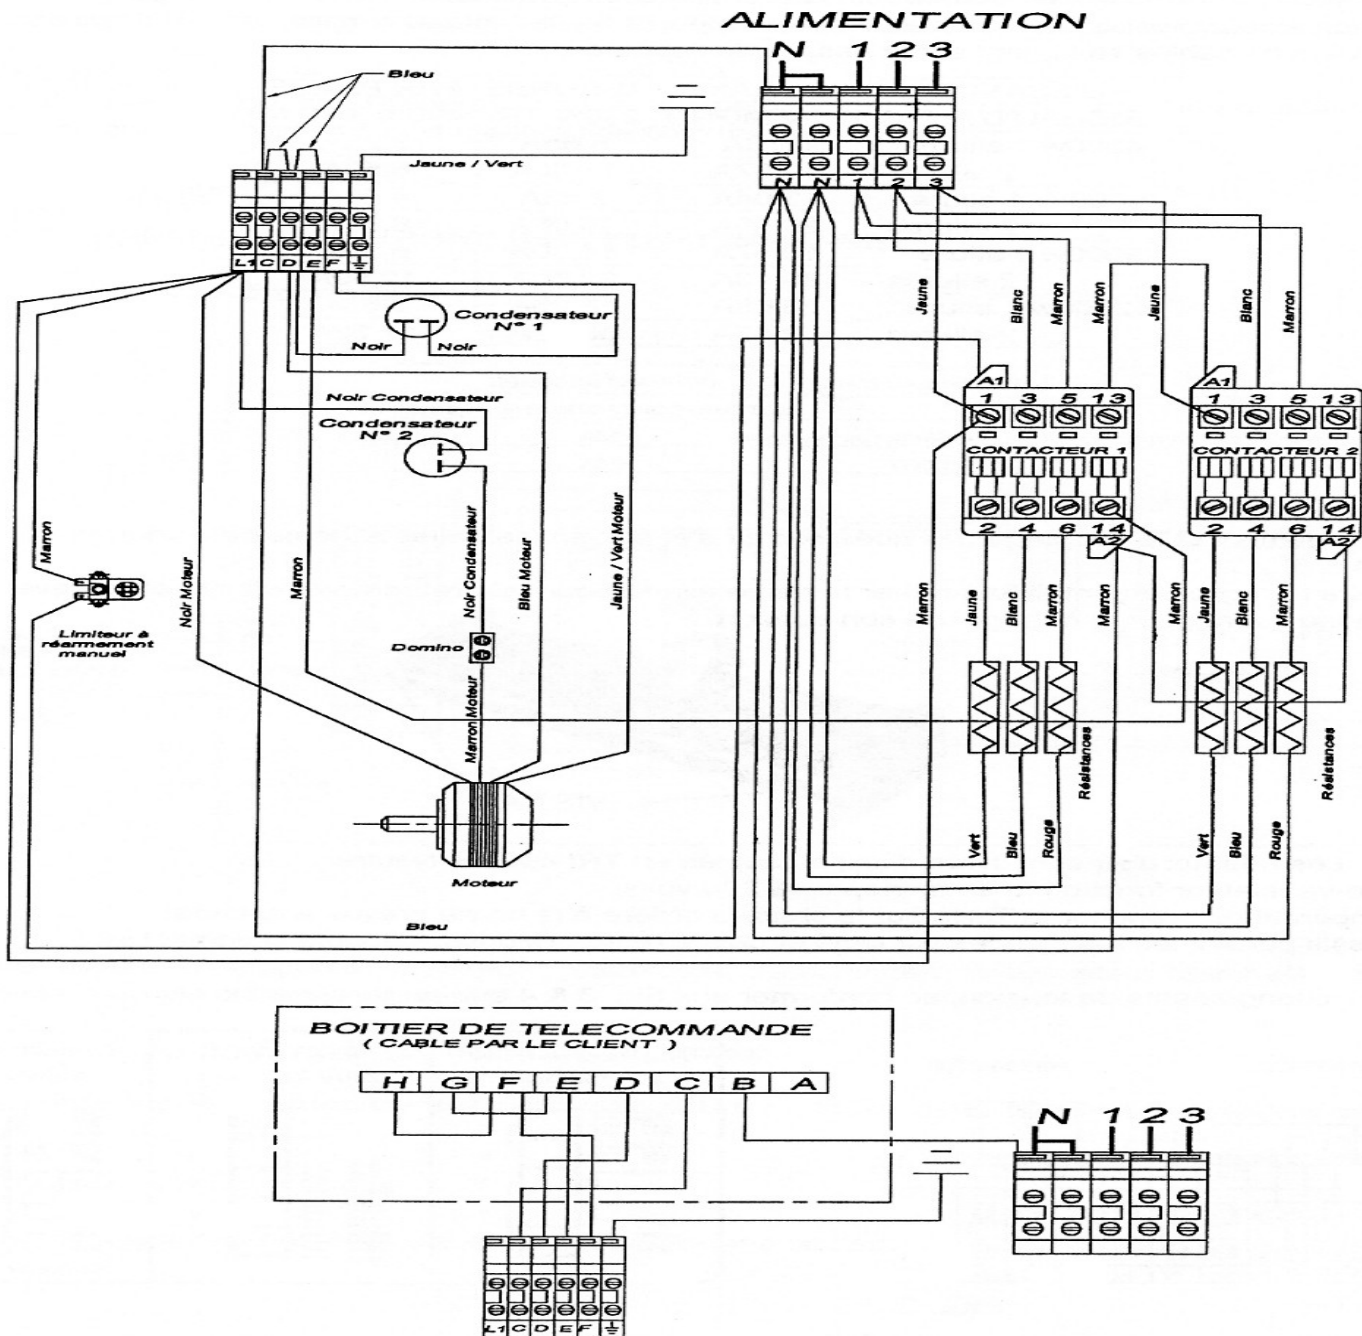 ALIMENTATION
N 1 2 3
Bleu
Jaune / Vert
N N 1 2 3
L1 C D E F
Condensateur
N° 1
Noir Noir
Noir Condensateur
Condensateur
N° 2
Jaune Blanc Marron Marron Jaune Blanc Marron
A1 A1
1 3 5 13 1 3 5 13
CONTACTEUR 1 CONTACTEUR 2
2 4 6 14 2 4 6 14
A2 A2
Marron
Noir Moteur
Marron
Noir Condensateur
Bleu Moteur
Jaune / Vert Moteur
Marron Jaune Blanc Marron Marron Marron Jaune Blanc Marron
Limiteur à
réarmement
manuel
Domino
Marron Moteur
Résistances Résistances
Vert Bleu Rouge Vert Bleu Rouge
Moteur
Bleu
BOITIER DE TELECOMMANDE
( CABLE PAR LE CLIENT )
H G F E D C B A
N 1 2 3
L1 C D E F